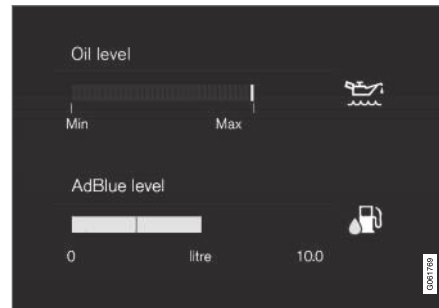 Oil level
Min Max
AdBlue level
0 litre 10.0
G061769